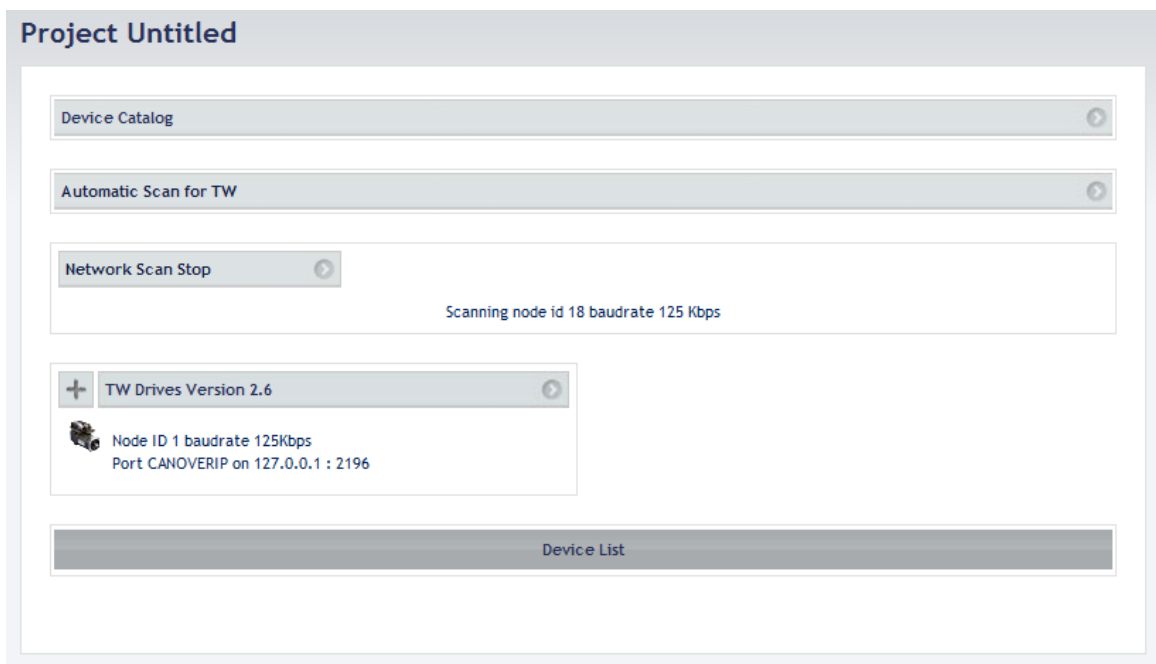 Project Untitled
Device Catalog
Automatic Scan for TW
Network Scan Stop
Scanning node id 18 baudrate 125 Kbps
TW Drives Version 2.6
Node ID 1 baudrate 125Kbps
Port CANOVERIP on 127.0.0.1 : 2196
Device List